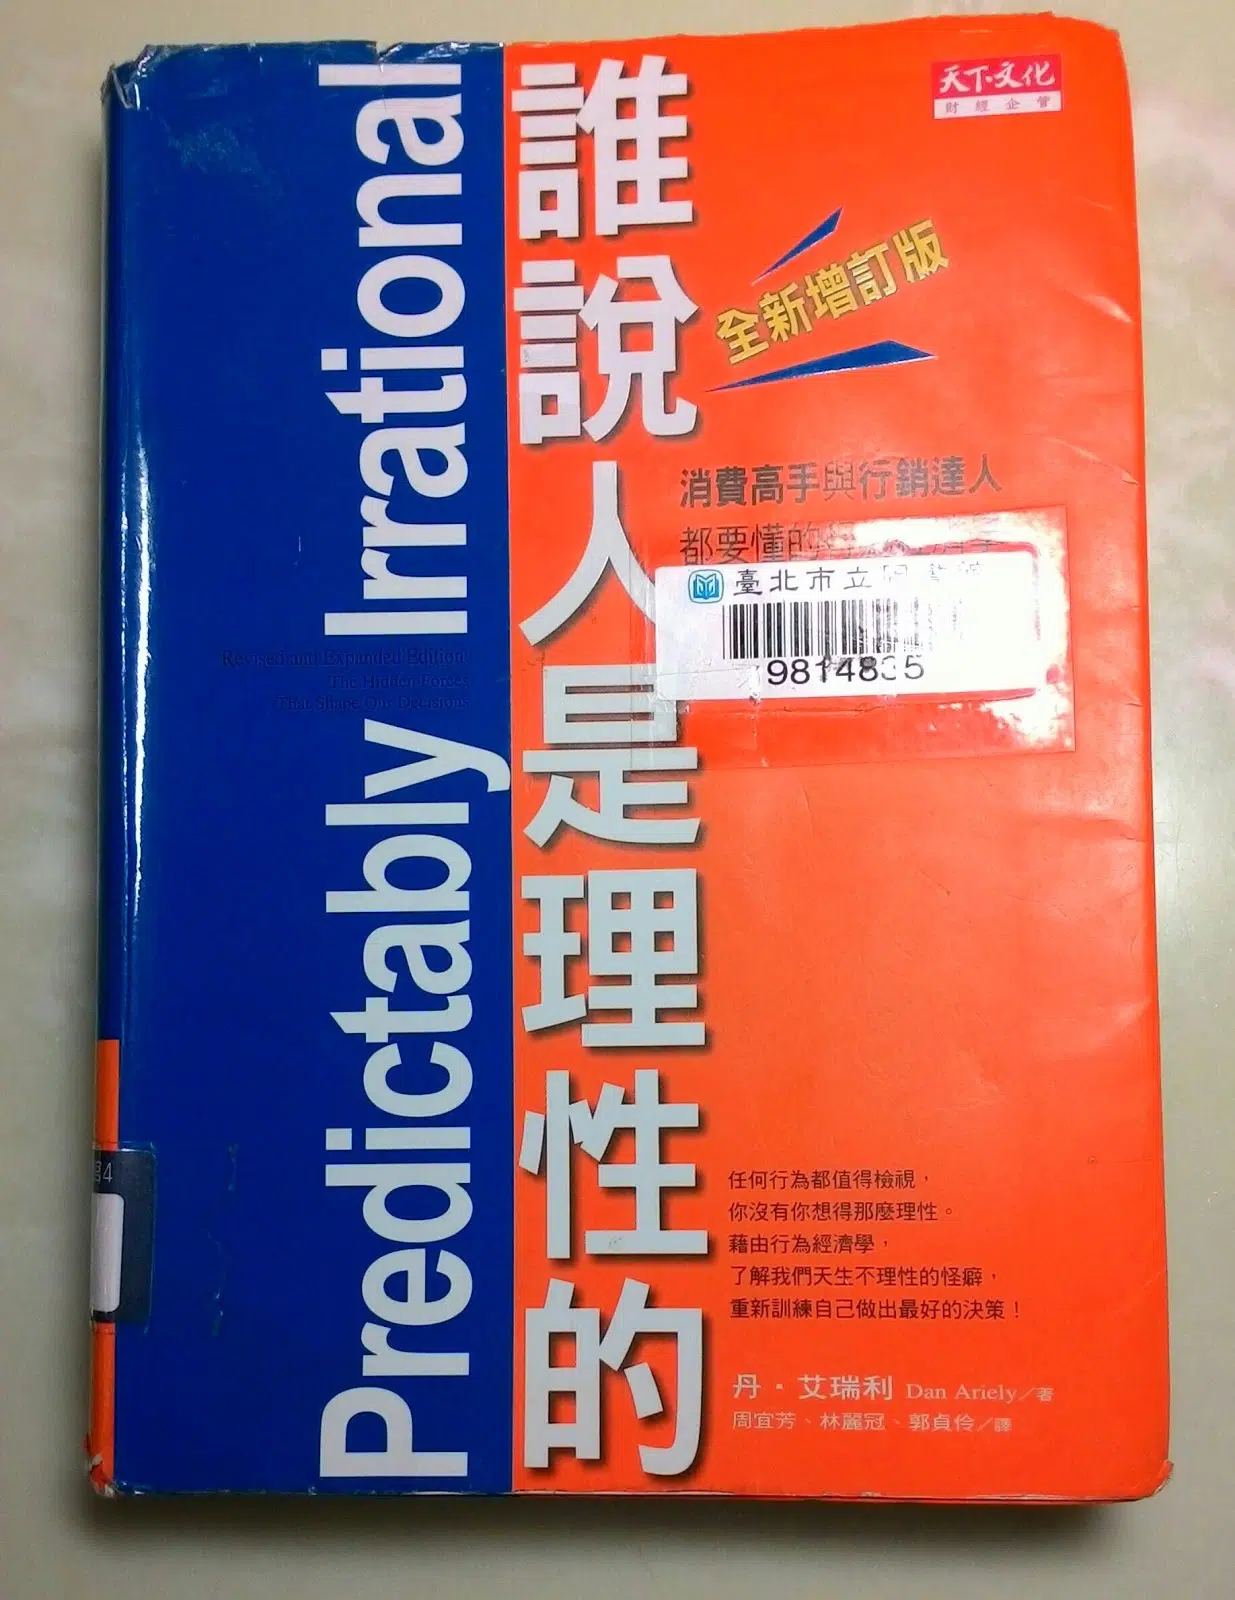 天下文化
財經企管
Predictably Irrational
誰說人是理性的
全新增訂版
消費高手與行銷達人
都要懂的
臺北市立
Revised and Expanded Edition
The Hidden Forces
That Shape Our Decisions
任何行為都值得檢視，
你沒有你想得那麼理性。
藉由行為經濟學，
了解我們天生不理性的怪癖，
重新訓練自己做出最好的決策！
丹・艾瑞利 Dan Ariely／著
周宜芳、林麗冠、郭貞伶／譯